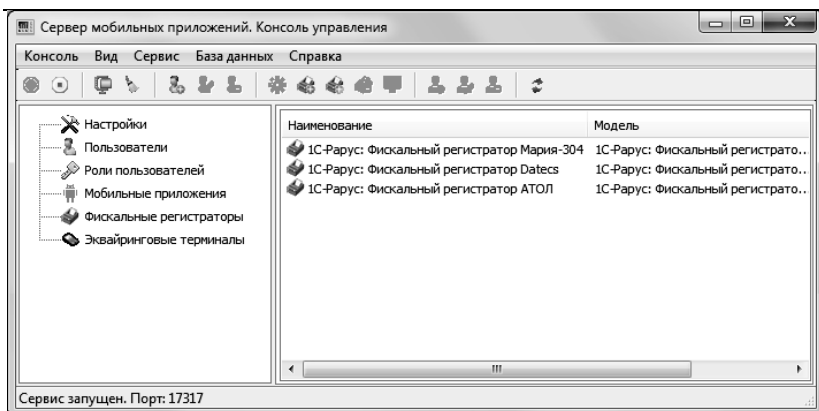 Сервер мобильных приложений. Консоль управления
Консоль Вид Сервис База данных Справка
Настройки
Пользователи
Роли пользователей
Мобильные приложения
Фискальные регистраторы
Эквайринговые терминалы
Наименование Модель
1С-Рарус: Фискальный регистратор Мария-304 1С-Рарус: Фискальный регистрато...
1С-Рарус: Фискальный регистратор Datecs 1С-Рарус: Фискальный регистрато...
1С-Рарус: Фискальный регистратор АТОЛ 1С-Рарус: Фискальный регистрато...
Сервис запущен. Порт: 17317